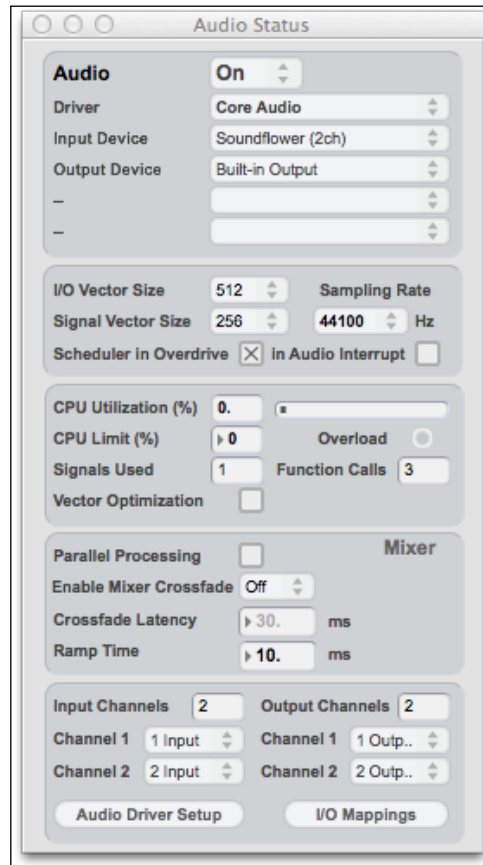 Audio Status
Audio On
Driver Core Audio
Input Device Soundflower (2ch)
Output Device Built-in Output
–
–
I/O Vector Size 512 Sampling Rate
Signal Vector Size 256 44100 Hz
Scheduler in Overdrive in Audio Interrupt
CPU Utilization (%) 0.
CPU Limit (%) 0 Overload
Signals Used 1 Function Calls 3
Vector Optimization
Mixer
Parallel Processing
Enable Mixer Crossfade Off
Crossfade Latency 30. ms
Ramp Time 10. ms
Input Channels 2 Output Channels 2
Channel 1 1 Input Channel 1 1 Outp..
Channel 2 2 Input Channel 2 2 Outp..
Audio Driver Setup I/O Mappings